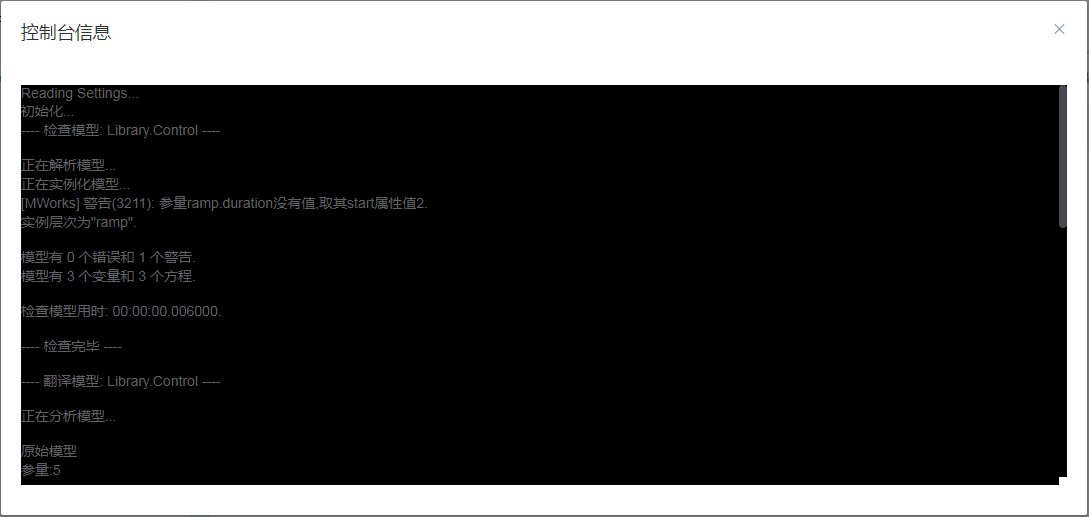 控制台信息
Reading Settings...
初始化...
---- 检查模型: Library.Control ----
正在解析模型...
正在实例化模型...
[MWorks] 警告(3211): 参量ramp.duration没有值,取其start属性值2.
实例层次为"ramp".
模型有 0 个错误和 1 个警告.
模型有 3 个变量和 3 个方程.
检查模型用时: 00:00:00.006000.
---- 检查完毕 ----
---- 翻译模型: Library.Control ----
正在分析模型...
原始模型
参量:5